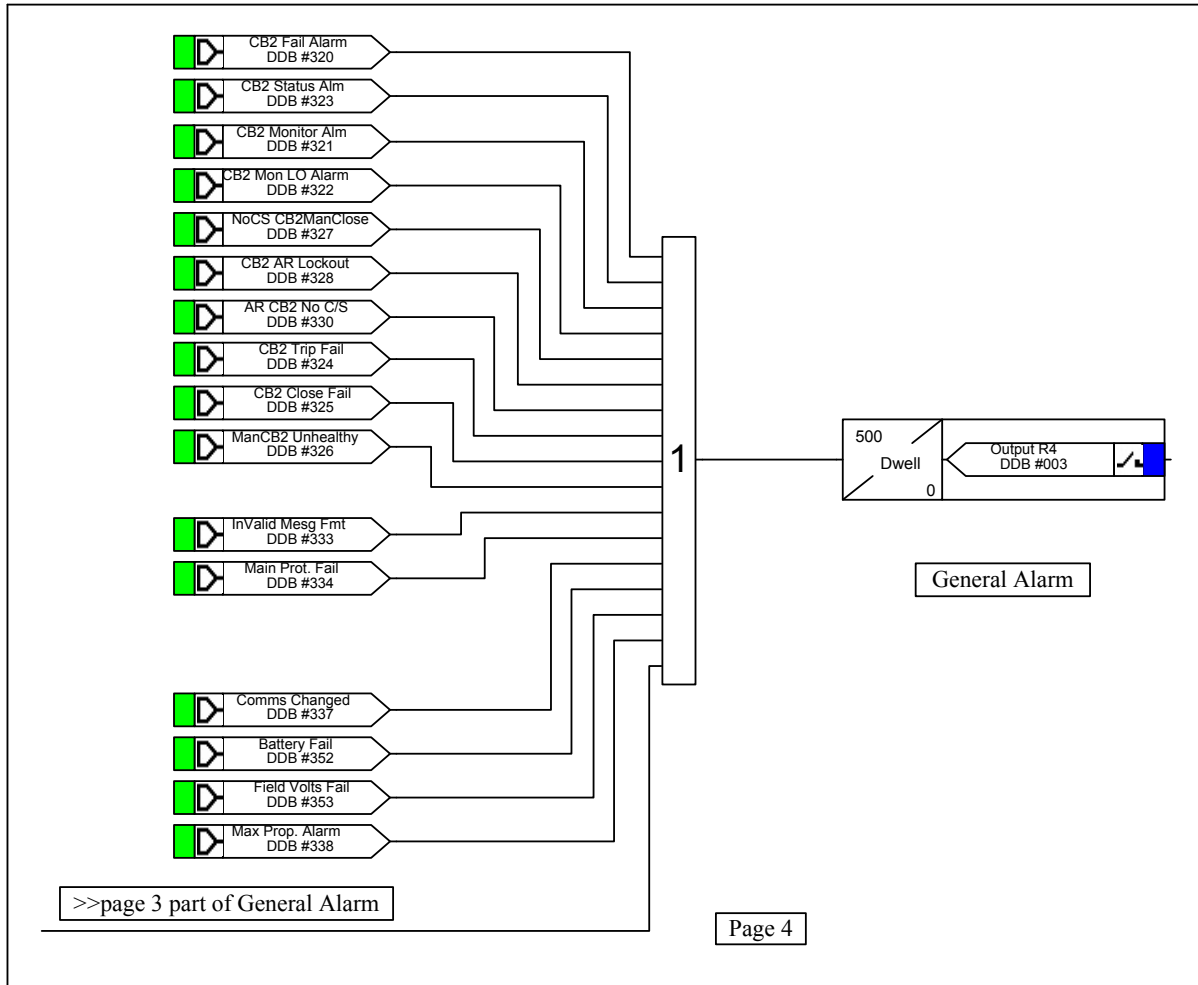 CB2 Fail Alarm
DDB #320
CB2 Status Alm
DDB #323
CB2 Monitor Alm
DDB #321
CB2 Mon LO Alarm
DDB #322
NoCS CB2ManClose
DDB #327
CB2 AR Lockout
DDB #328
AR CB2 No C/S
DDB #330
CB2 Trip Fail
DDB #324
CB2 Close Fail
DDB #325
ManCB2 Unhealthy
DDB #326
InValid Mesg Fmt
DDB #333
Main Prot. Fail
DDB #334
Comms Changed
DDB #337
Battery Fail
DDB #352
Field Volts Fail
DDB #353
Max Prop. Alarm
DDB #338
>>page 3 part of General Alarm
1
500
Dwell
0
Output R4
DDB #003
General Alarm
Page 4